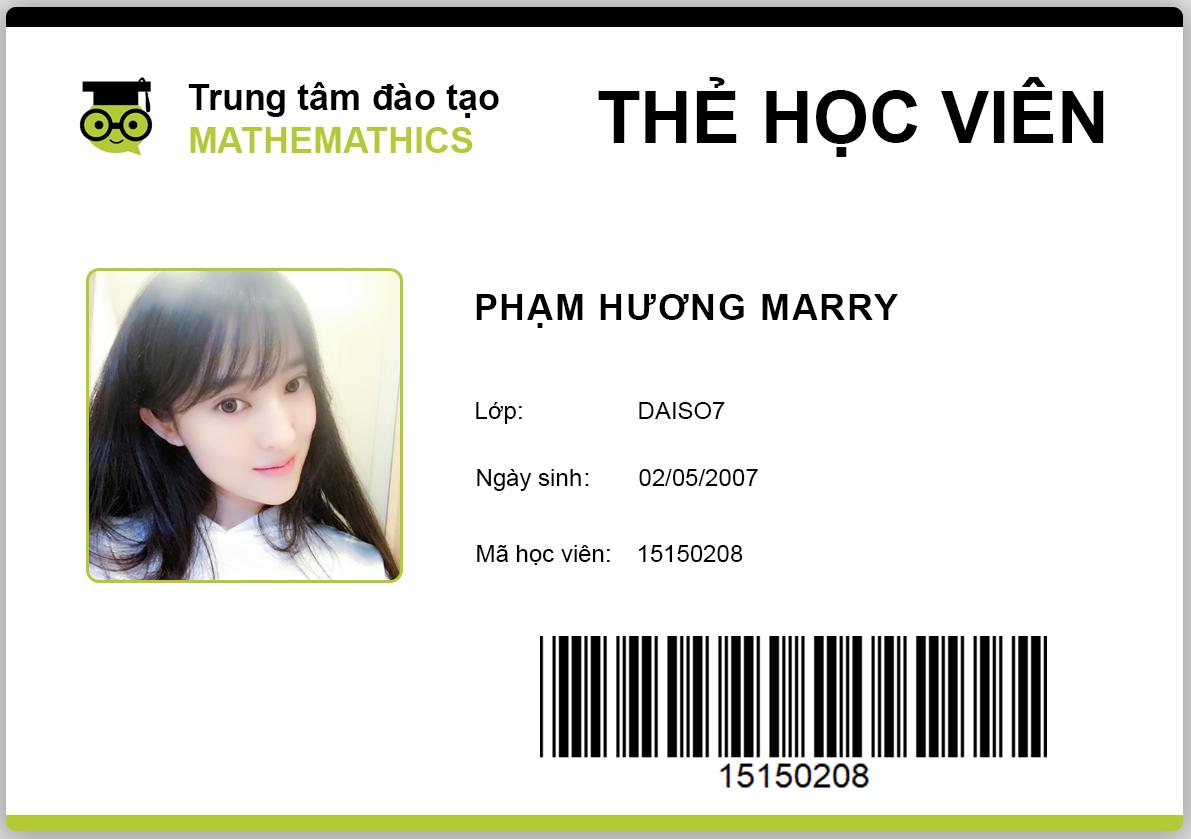 Trung tâm đào tạo
MATHEMATHICS
THẺ HỌC VIÊN
PHẠM HƯƠNG MARRY
Lớp: DAISO7
Ngày sinh: 02/05/2007
Mã học viên: 15150208
15150208